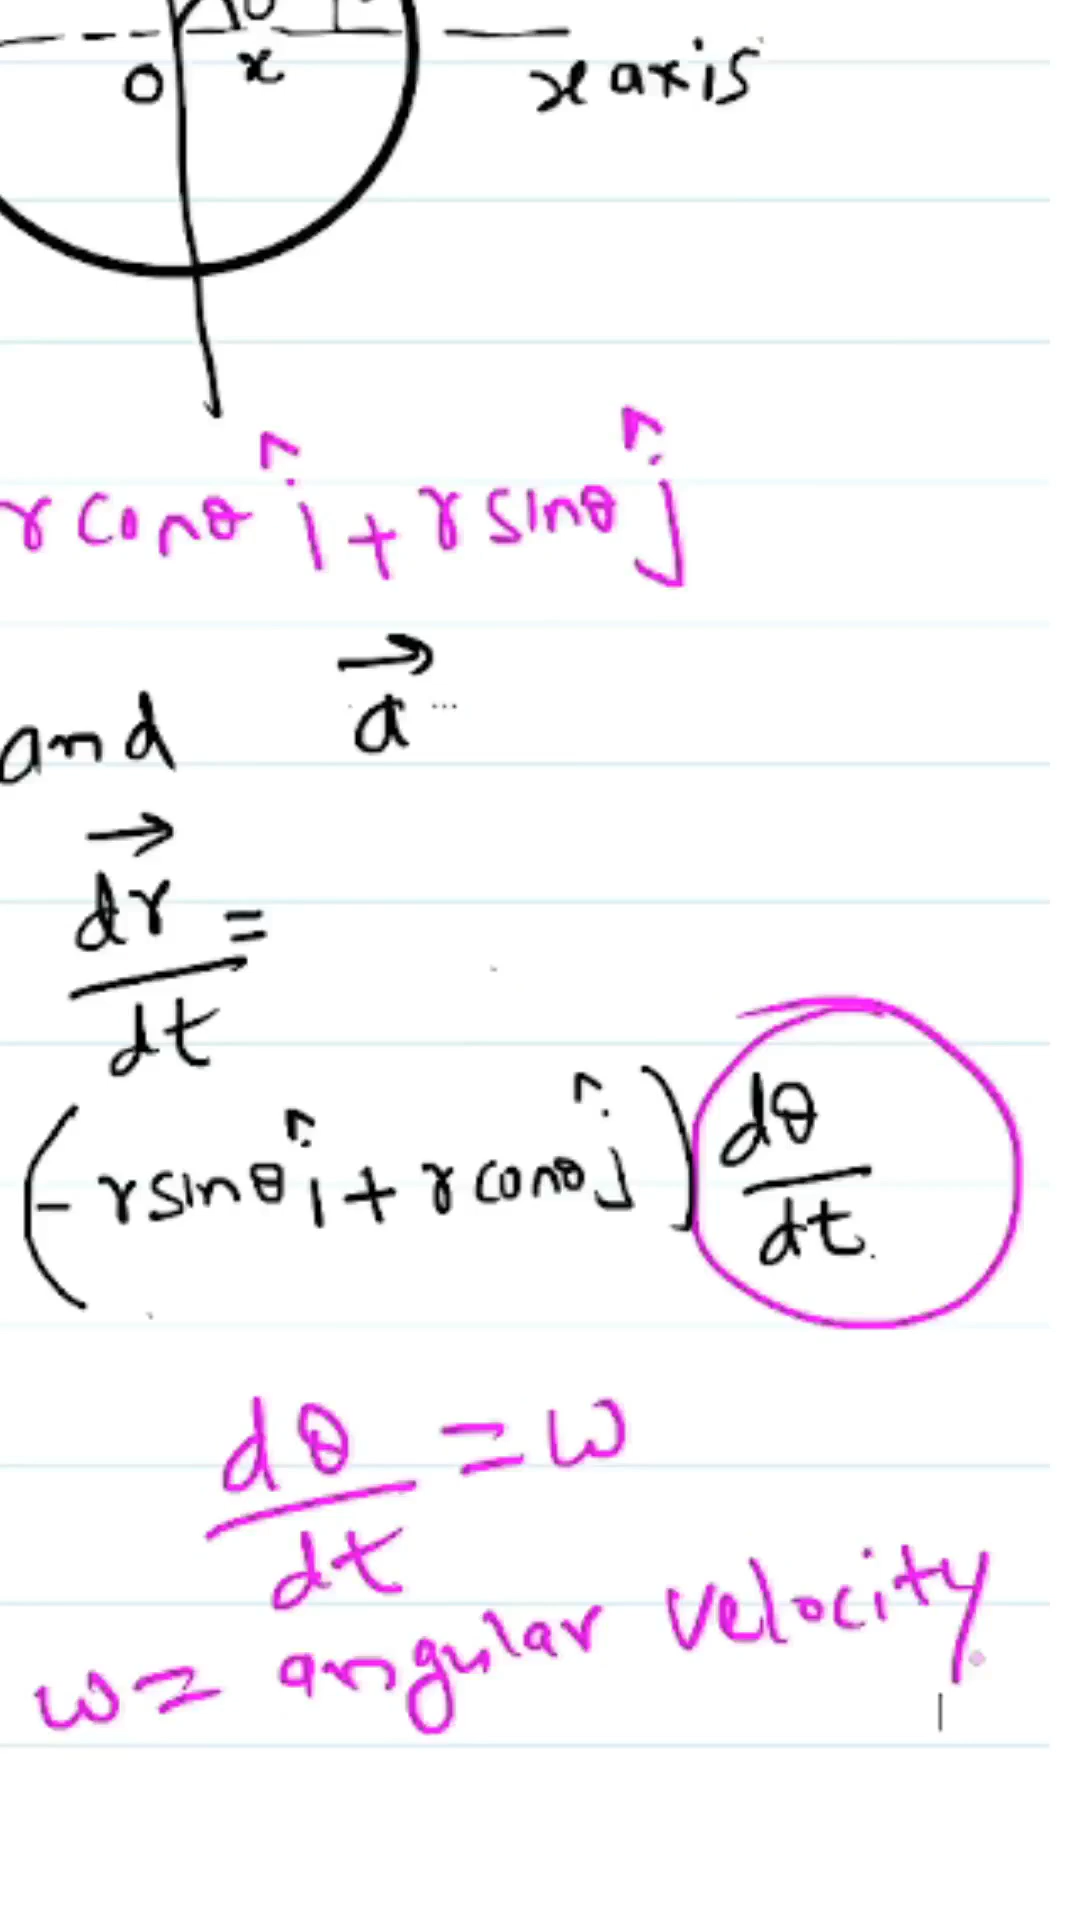 θ
O x x axis
r cosθ î + r sinθ ĵ
and a⃗
dr⃗/dt =
(- r sinθ î + r cosθ ĵ) dθ/dt
dθ/dt = ω
ω = angular velocity